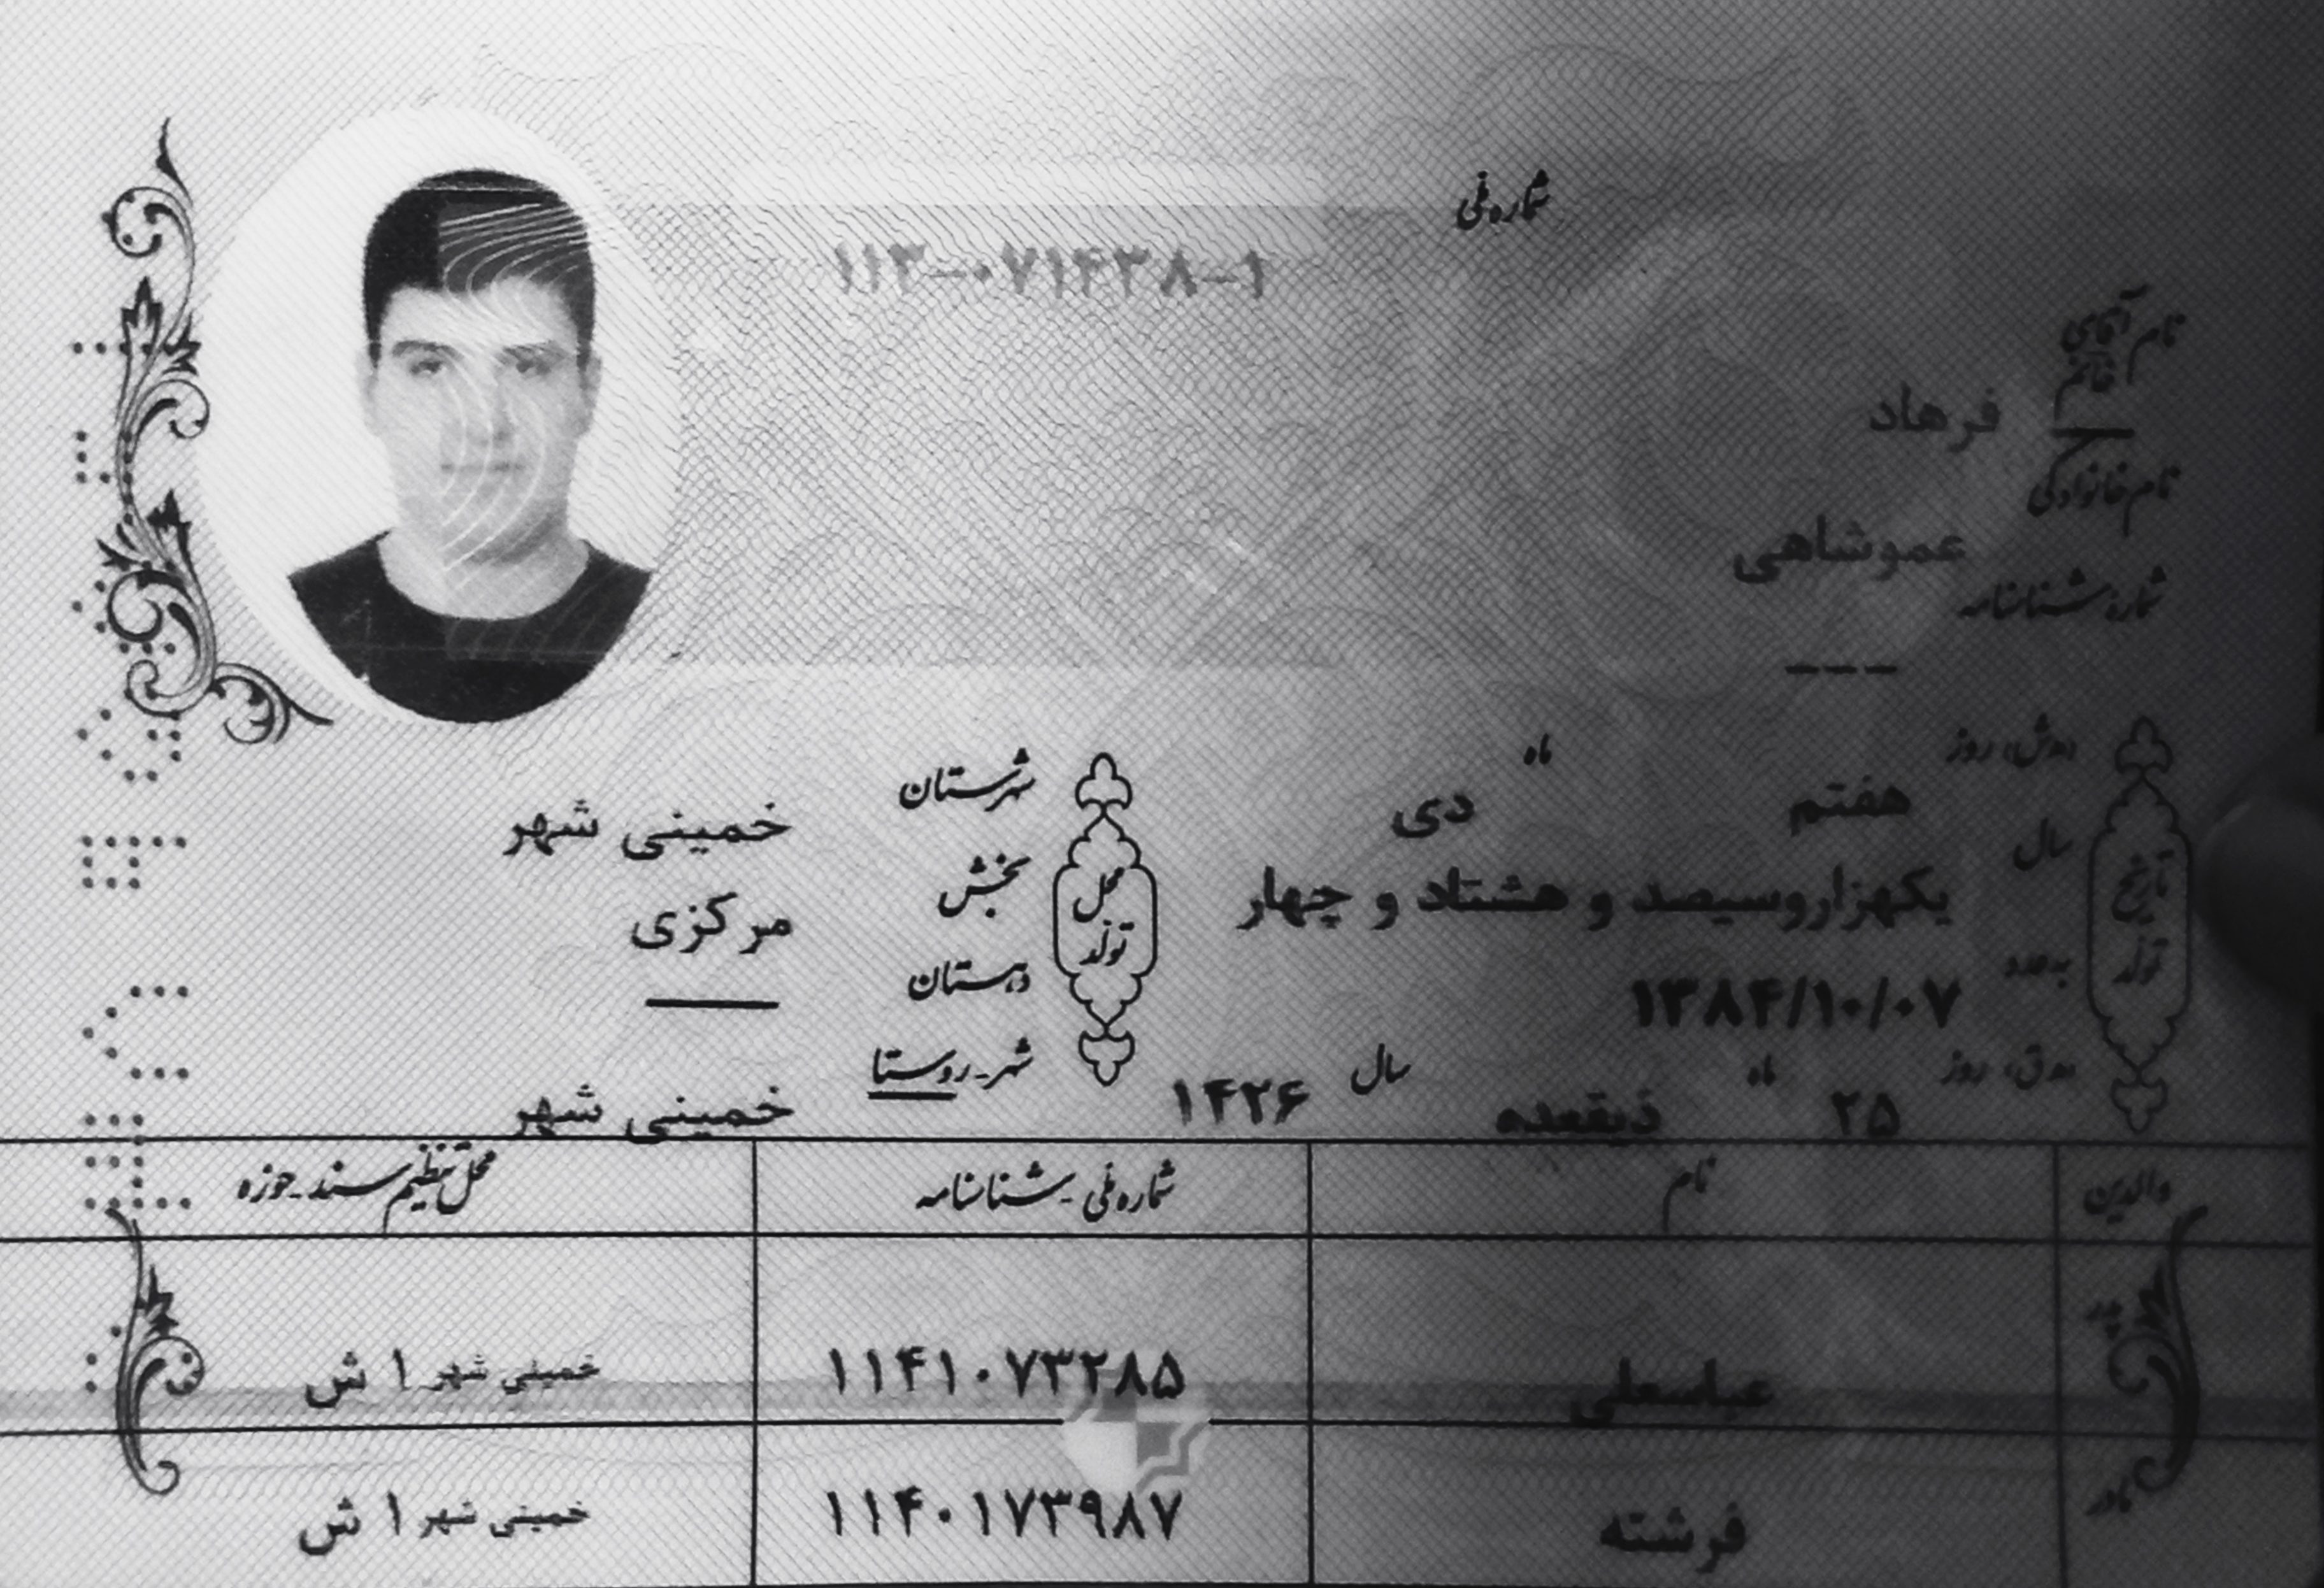 شماره ملی
۱۱۳-۰۷۱۴۳۸-۱
نام آقای
خانم
فرهاد
نام خانوادگی
عموشاهی
شماره شناسنامه
---
تاریخ تولد
(ه‍.ش) روز هفتم ماه دی
سال یکهزاروسیصد و هشتاد و چهار
به عدد ۱۳۸۴/۱۰/۰۷
(ه‍.ق) روز ۲۵ ماه ذیقعده سال ۱۴۲۶
محل تولد
شهرستان خمینی شهر
بخش مرکزی
دهستان ——
شهر-روستا خمینی شهر
والدین نام شماره ملی-شناسنامه محل تنظیم سند-حوزه
پدر عباسعلی ۱۱۴۱۰۷۳۲۸۵ خمینی شهر ۱ ش
مادر فرشته ۱۱۴۰۱۷۳۹۸۷ خمینی شهر ۱ ش